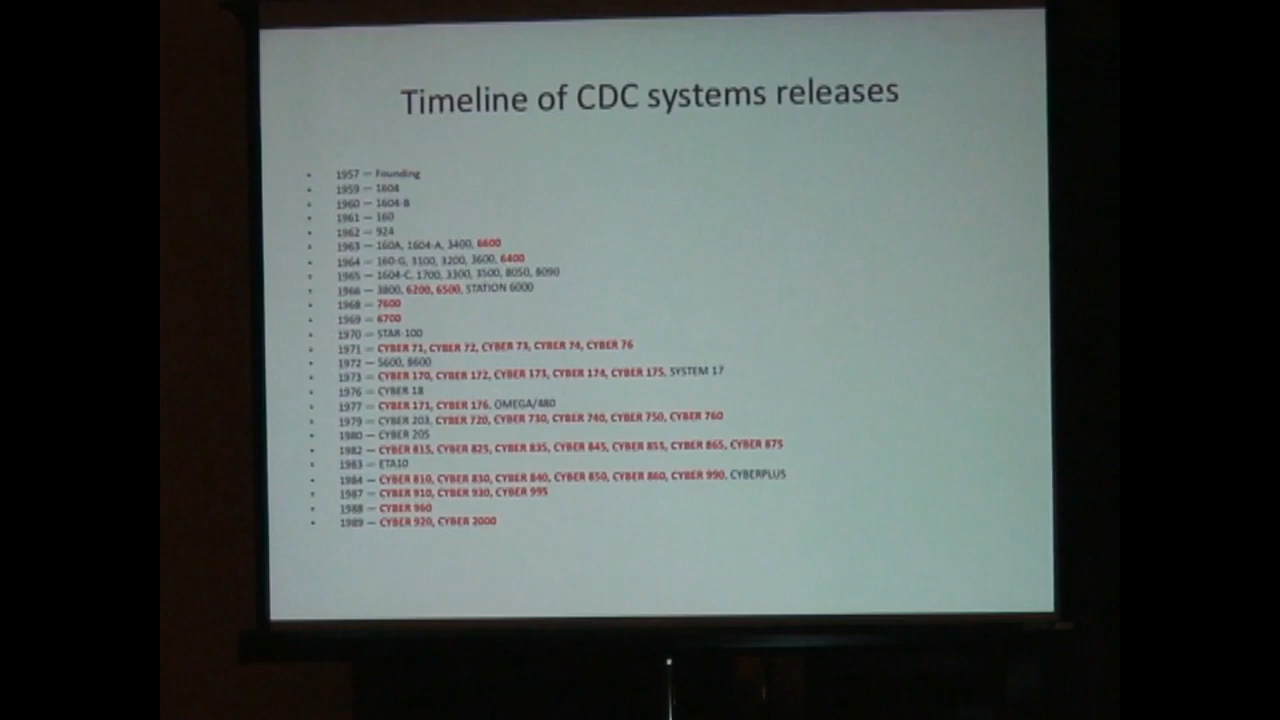 Timeline of CDC systems releases
• 1957 – Founding
• 1959 – 1604
• 1960 – 1604-B
• 1961 – 160
• 1962 – 924
• 1963 – 160A, 1604-A, 3400, 6600
• 1964 – 160-G, 3100, 3200, 3600, 6400
• 1965 – 1604-C, 1700, 3300, 3500, 8050, 8090
• 1966 – 3800, 6200, 6500, STATION 6000
• 1968 – 7600
• 1969 – 6700
• 1970 – STAR-100
• 1971 – CYBER 71, CYBER 72, CYBER 73, CYBER 74, CYBER 76
• 1972 – 5600, 8600
• 1973 – CYBER 170, CYBER 172, CYBER 173, CYBER 174, CYBER 175, SYSTEM 17
• 1976 – CYBER 18
• 1977 – CYBER 171, CYBER 176, OMEGA/480
• 1979 – CYBER 203, CYBER 720, CYBER 730, CYBER 740, CYBER 750, CYBER 760
• 1980 – CYBER 205
• 1982 – CYBER 815, CYBER 825, CYBER 835, CYBER 845, CYBER 855, CYBER 865, CYBER 875
• 1983 – ETA10
• 1984 – CYBER 810, CYBER 830, CYBER 840, CYBER 850, CYBER 860, CYBER 990, CYBERPLUS
• 1987 – CYBER 910, CYBER 930, CYBER 995
• 1988 – CYBER 960
• 1989 – CYBER 920, CYBER 2000